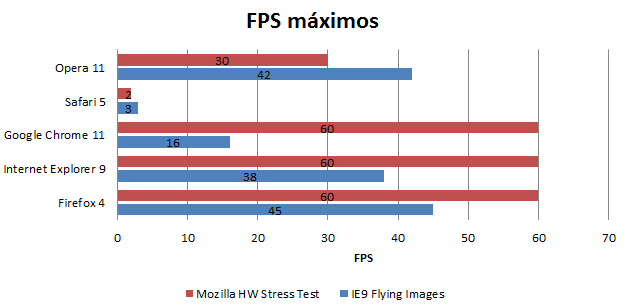 FPS máximos
Opera 11
30
42
Safari 5
2
3
Google Chrome 11
60
16
Internet Explorer 9
60
38
Firefox 4
60
45
0 10 20 30 40 50 60 70
FPS
Mozilla HW Stress Test IE9 Flying Images